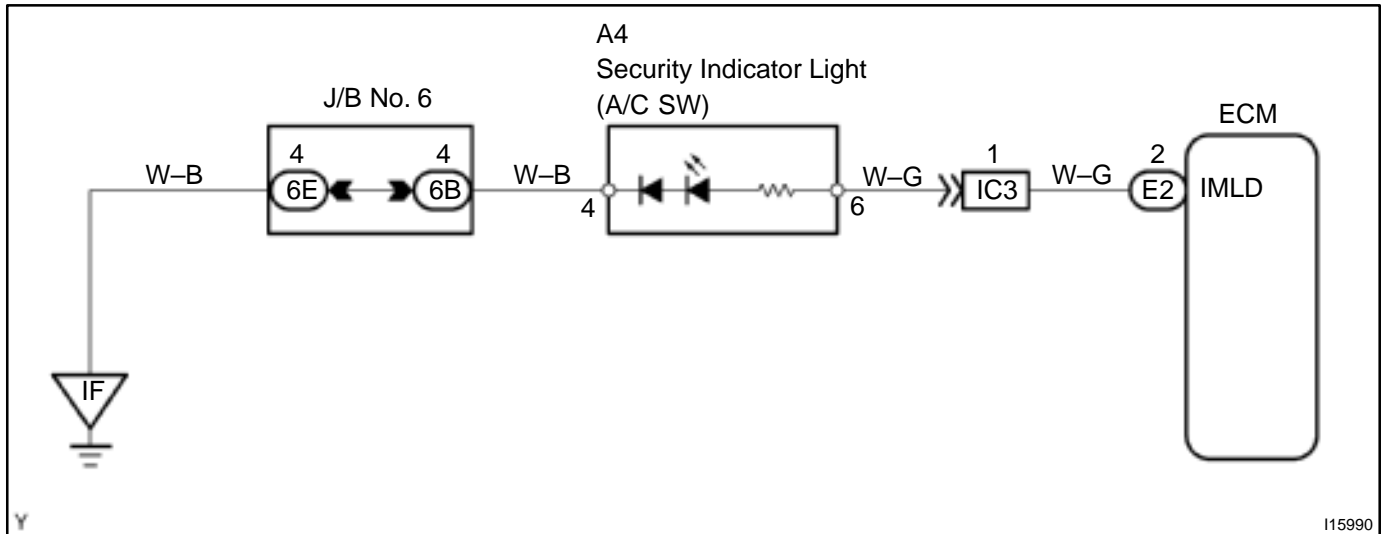 A4
Security Indicator Light
(A/C SW)
J/B No. 6
ECM
4
4
1
2
W–B
6E
6B
W–B
W–G
IC3
W–G
E2
IMLD
4
6
IF
Y
I15990